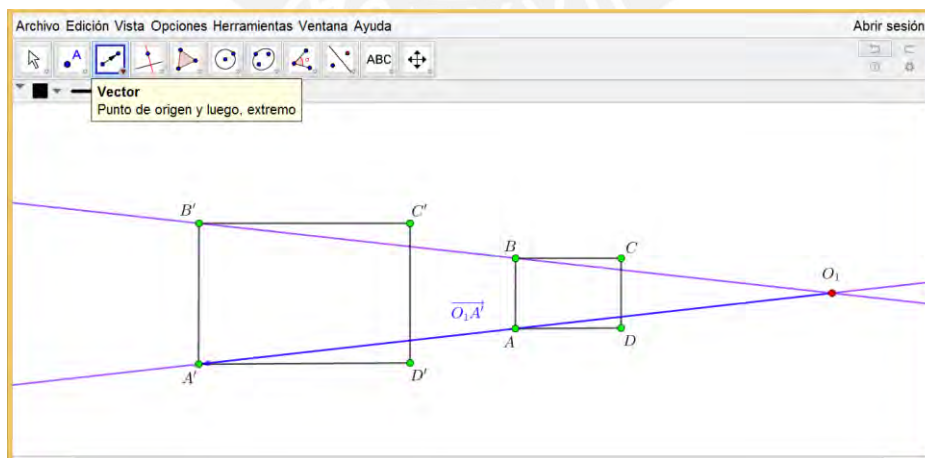 Archivo Edición Vista Opciones Herramientas Ventana Ayuda Abrir sesión
A ABC
Vector
Punto de origen y luego, extremo
B′ C′
B C
O₁
O₁A′
A D
A′ D′